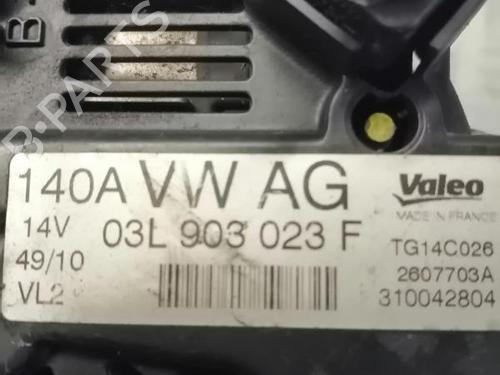 B-
B-PARTS
140A VW AG
Valeo
MADE IN FRANCE
14V
03L 903 023 F
TG14C026
49/10
2607703A
VL2
310042804